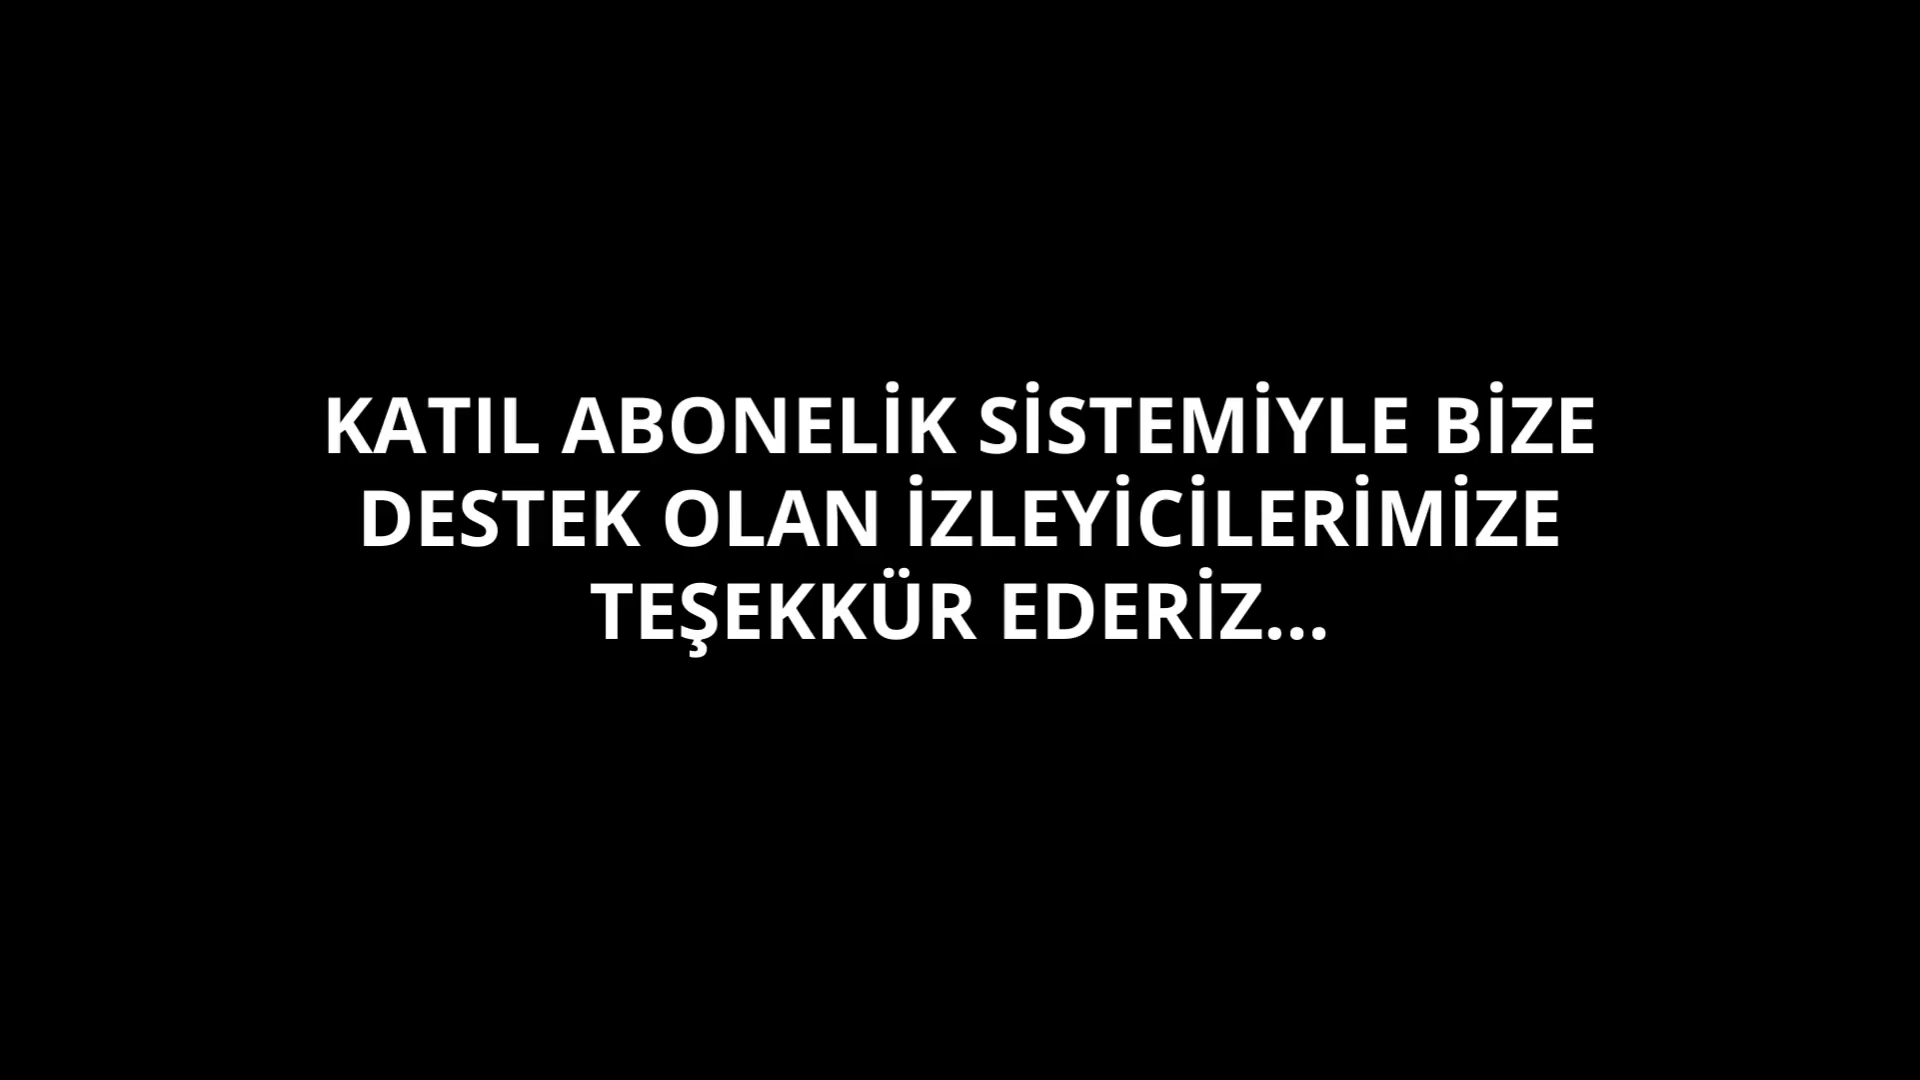 KATIL ABONELİK SİSTEMİYLE BİZE
DESTEK OLAN İZLEYİCİLERİMİZE
TEŞEKKÜR EDERİZ...